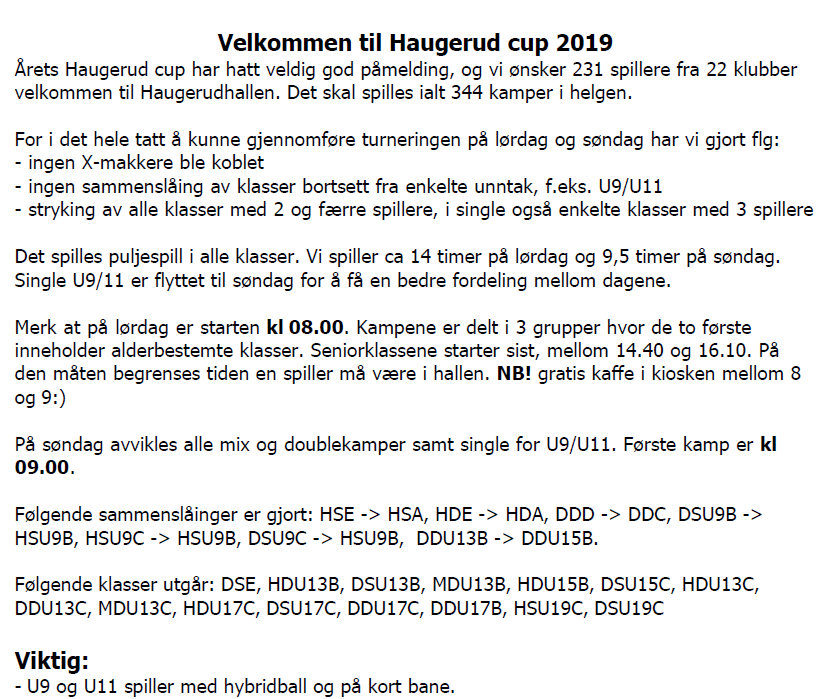 Velkommen til Haugerud cup 2019
Årets Haugerud cup har hatt veldig god påmelding, og vi ønsker 231 spillere fra 22 klubber
velkommen til Haugerudhallen. Det skal spilles ialt 344 kamper i helgen.
For i det hele tatt å kunne gjennomføre turneringen på lørdag og søndag har vi gjort flg:
- ingen X-makkere ble koblet
- ingen sammenslåing av klasser bortsett fra enkelte unntak, f.eks. U9/U11
- stryking av alle klasser med 2 og færre spillere, i single også enkelte klasser med 3 spillere
Det spilles puljespill i alle klasser. Vi spiller ca 14 timer på lørdag og 9,5 timer på søndag.
Single U9/11 er flyttet til søndag for å få en bedre fordeling mellom dagene.
Merk at på lørdag er starten kl 08.00. Kampene er delt i 3 grupper hvor de to første
inneholder alderbestemte klasser. Seniorklassene starter sist, mellom 14.40 og 16.10. På
den måten begrenses tiden en spiller må være i hallen. NB! gratis kaffe i kiosken mellom 8
og 9:)
På søndag avvikles alle mix og doublekamper samt single for U9/U11. Første kamp er kl
09.00.
Følgende sammenslåinger er gjort: HSE -> HSA, HDE -> HDA, DDD -> DDC, DSU9B ->
HSU9B, HSU9C -> HSU9B, DSU9C -> HSU9B, DDU13B -> DDU15B.
Følgende klasser utgår: DSE, HDU13B, DSU13B, MDU13B, HDU15B, DSU15C, HDU13C,
DDU13C, MDU13C, HDU17C, DSU17C, DDU17C, DDU17B, HSU19C, DSU19C
Viktig:
- U9 og U11 spiller med hybridball og på kort bane.